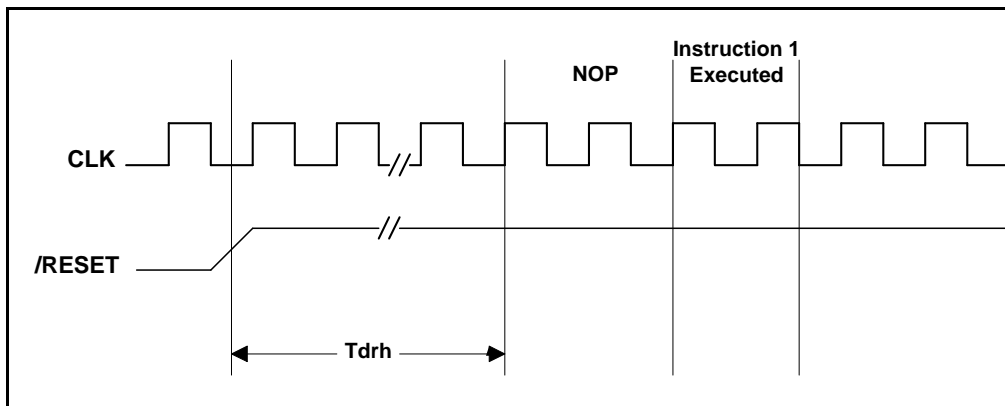 Instruction 1
NOP
Executed
CLK
/RESET
Tdrh